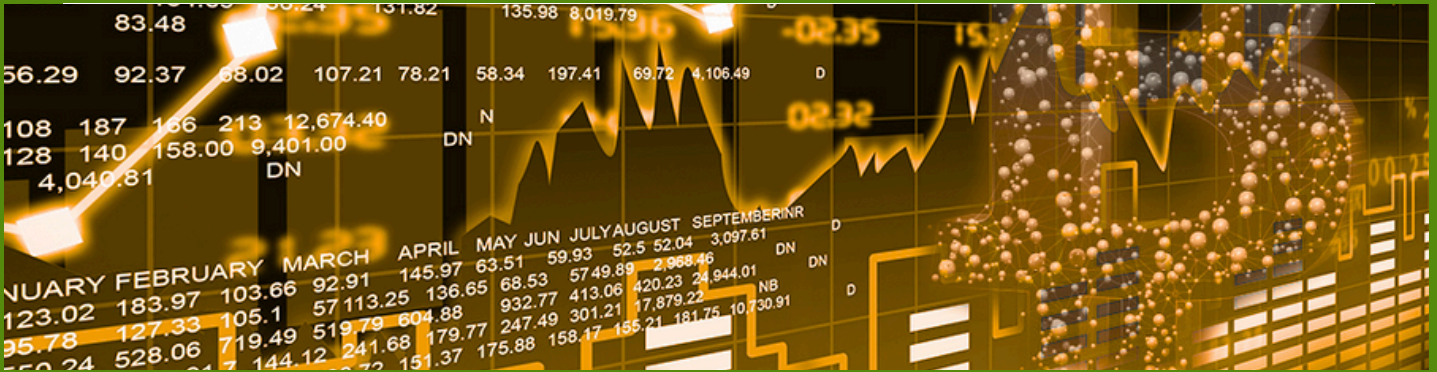 131.82 135.98 8,019.79
83.48
56.29 92.37 68.02 107.21 78.21 58.34 197.41 69.72 4,106.49 D
-02.35
15.36
02.32
108 187 166 213 12,674.40 N
128 140 158.00 9,401.00 DN
4,040.81 DN
21.23
NUARY FEBRUARY MARCH APRIL MAY JUN JULYAUGUST SEPTEMBERINR D
123.02 183.97 103.66 92.91 145.97 63.51 59.93 52.5 52.04 3,097.61 DN
95.78 127.33 105.1 57 113.25 136.65 68.53 5749.89 2,968.46 DN
528.06 719.49 519.79 604.88 932.77 413.06 420.23 24,944.01 NB D
144.12 241.68 179.77 247.49 301.21 17,879.22
151.37 175.88 158.17 155.21 181.75 10,730.91